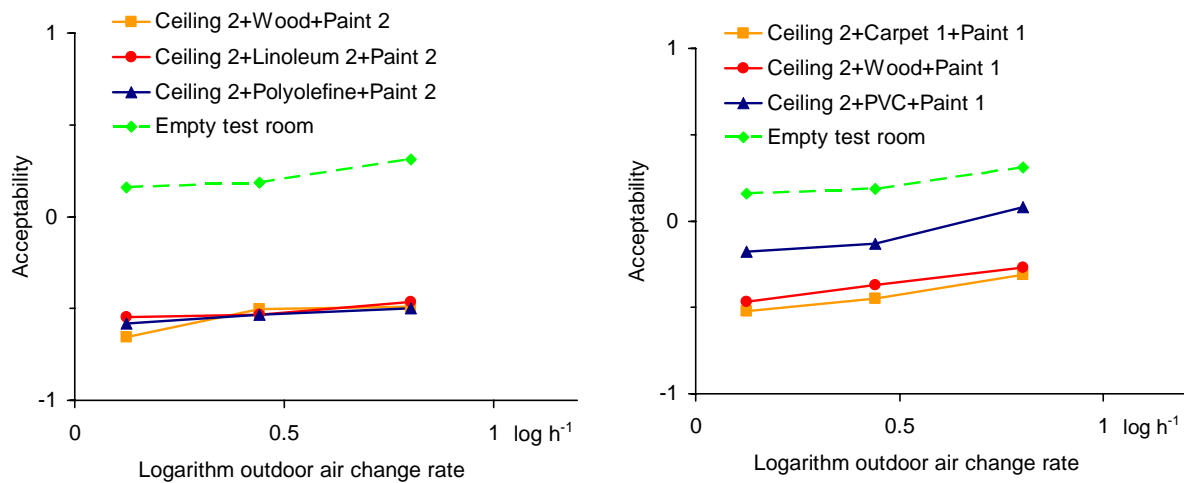 Ceiling 2+Wood+Paint 2
Ceiling 2+Linoleum 2+Paint 2
Ceiling 2+Polyolefine+Paint 2
Empty test room
1
0
-1
Acceptability
0
0.5
1
log h-1
Logarithm outdoor air change rate
Ceiling 2+Carpet 1+Paint 1
Ceiling 2+Wood+Paint 1
Ceiling 2+PVC+Paint 1
Empty test room
1
0
-1
Acceptability
0
0.5
1
log h-1
Logarithm outdoor air change rate